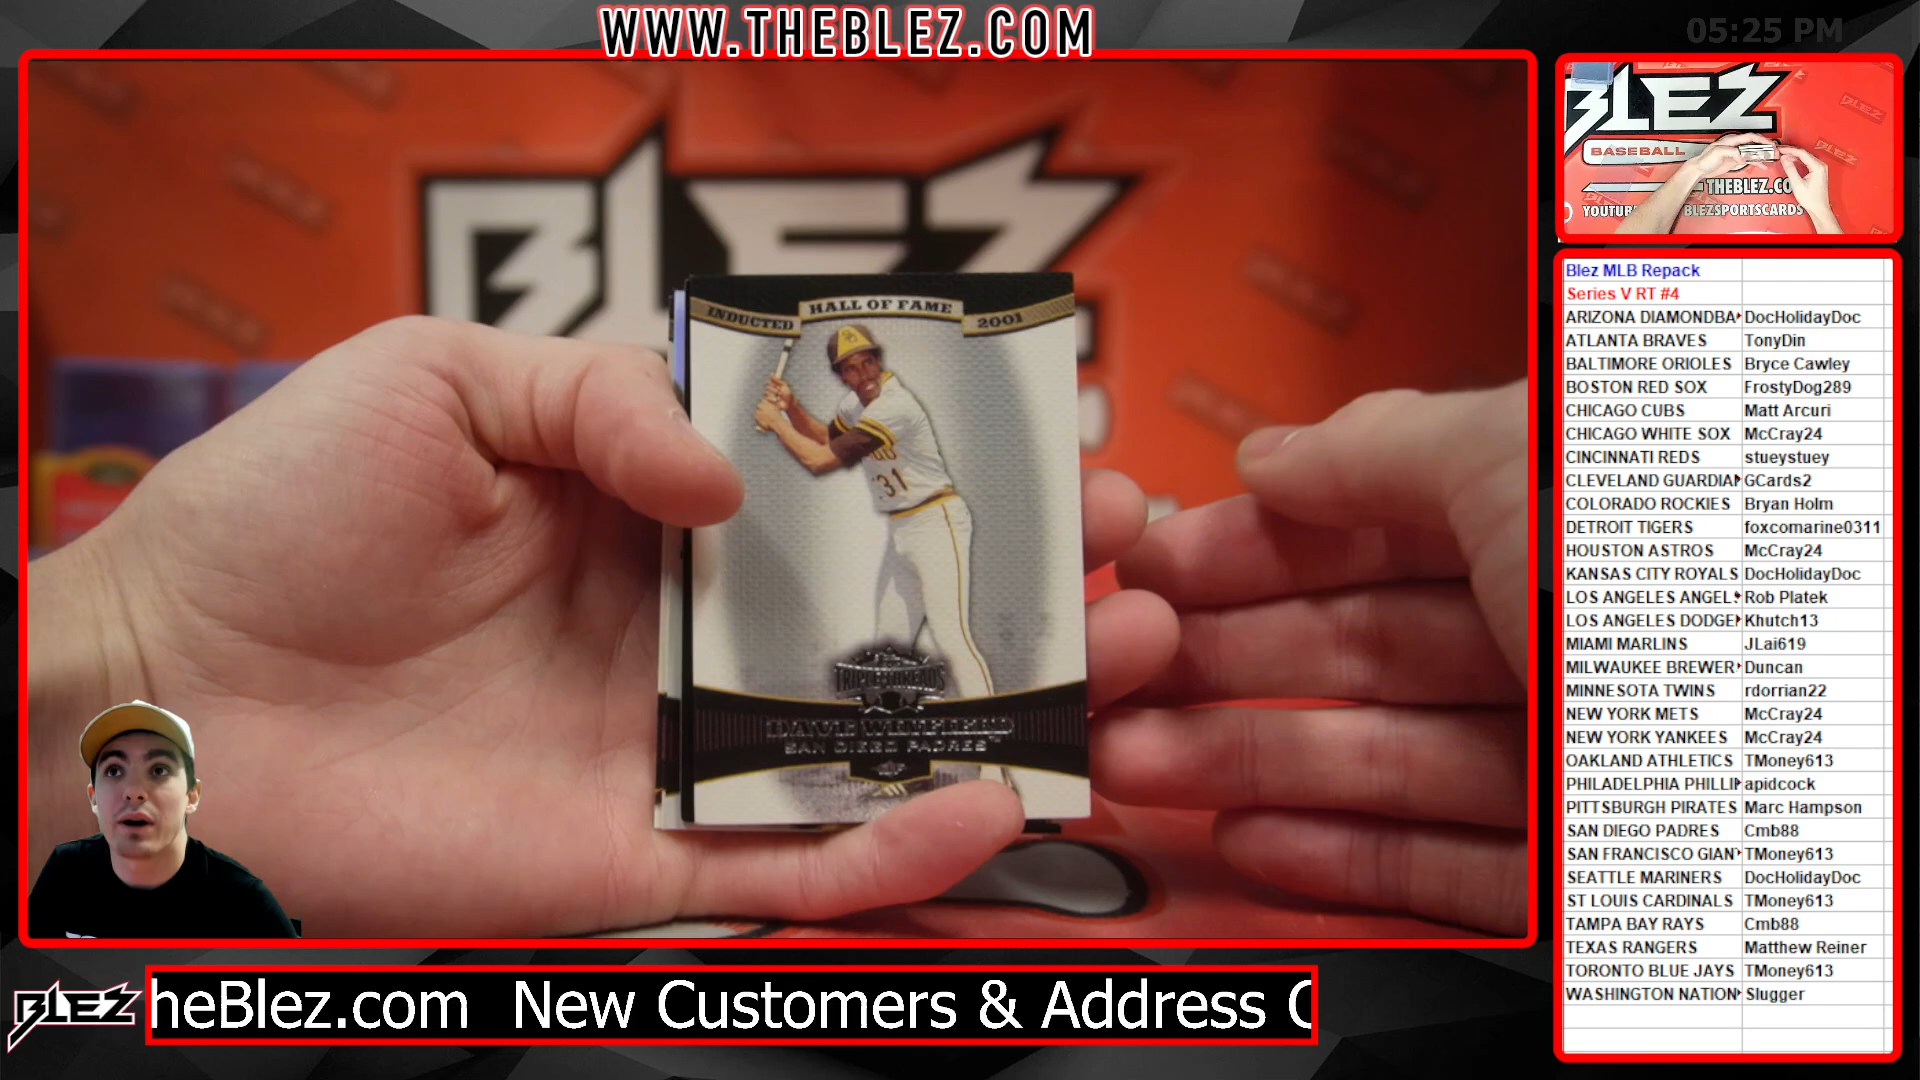 WWW.THEBLEZ.COM
05:25 PM
BLEZ
INDUCTED HALL OF FAME 2001
31
TRIPLE THREADS
DAVE WINFIELD
SAN DIEGO PADRES™
BLEZ
BASEBALL
BLEZ
BLEZ
THEBLEZ.CO
YOUTUB BLEZSPORTSCARDS
Blez MLB Repack
Series V RT #4
ARIZONA DIAMONDBA DocHolidayDoc
ATLANTA BRAVES TonyDin
BALTIMORE ORIOLES Bryce Cawley
BOSTON RED SOX FrostyDog289
CHICAGO CUBS Matt Arcuri
CHICAGO WHITE SOX McCray24
CINCINNATI REDS stueystuey
CLEVELAND GUARDIAN GCards2
COLORADO ROCKIES Bryan Holm
DETROIT TIGERS foxcomarine0311
HOUSTON ASTROS McCray24
KANSAS CITY ROYALS DocHolidayDoc
LOS ANGELES ANGELS Rob Platek
LOS ANGELES DODGE Khutch13
MIAMI MARLINS JLai619
MILWAUKEE BREWER Duncan
MINNESOTA TWINS rdorrian22
NEW YORK METS McCray24
NEW YORK YANKEES McCray24
OAKLAND ATHLETICS TMoney613
PHILADELPHIA PHILLI apidcock
PITTSBURGH PIRATES Marc Hampson
SAN DIEGO PADRES Cmb88
SAN FRANCISCO GIAN TMoney613
SEATTLE MARINERS DocHolidayDoc
ST LOUIS CARDINALS TMoney613
TAMPA BAY RAYS Cmb88
TEXAS RANGERS Matthew Reiner
TORONTO BLUE JAYS TMoney613
WASHINGTON NATION Slugger
BLEZ
heBlez.com New Customers & Address C